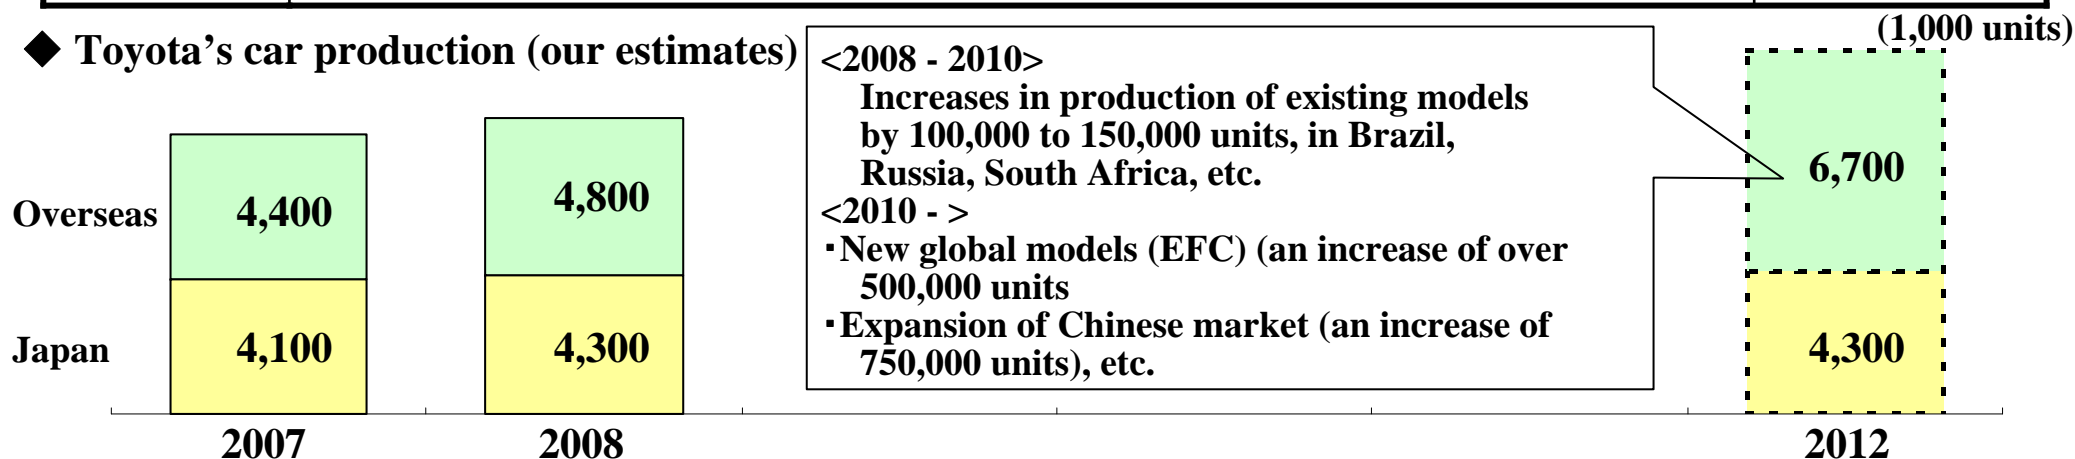 (1,000 units)
◆ Toyota’s car production (our estimates)
<2008 - 2010>
Increases in production of existing models
by 100,000 to 150,000 units, in Brazil,
Russia, South Africa, etc.
<2010 - >
・New global models (EFC) (an increase of over
500,000 units
・Expansion of Chinese market (an increase of
750,000 units), etc.
Overseas
4,400
4,800
6,700
Japan
4,100
4,300
4,300
2007
2008
2012